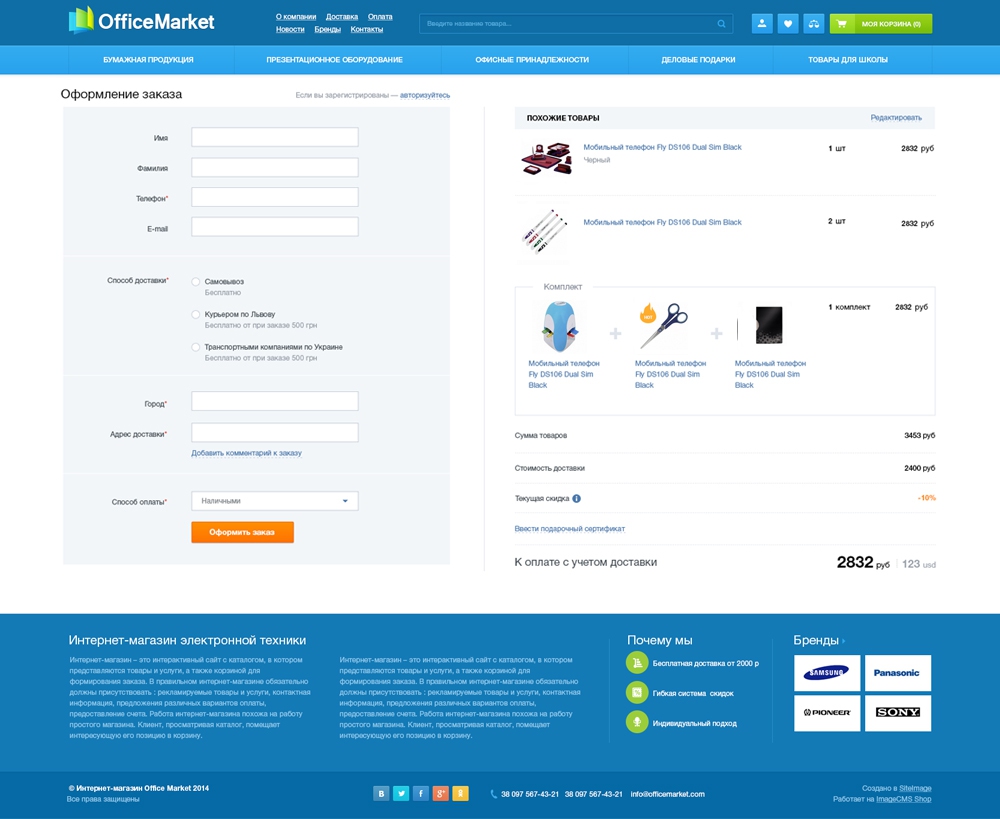 OfficeMarket
О компании Доставка Оплата
Новости Бренды Контакты
Введите незвение товара...
МОЯ КОРЗИНА (0)
БУМАЖНАЯ ПРОДУКЦИЯ
ПРЕЗЕНТАЦИОННОЕ ОБОРУДОВАНИЕ
ОФИСНЫЕ ПРИНАДЛЕЖНОСТИ
ДЕЛОВЫЕ ПОДАРКИ
ТОВАРЫ ДЛЯ ШКОЛЫ
Оформление заказа
Если вы зарегистрированы — авторизуйтесь
Имя
Фамилия
Телефон*
E-mail
Способ доставки*
Самовывоз
Бесплатно
Курьером по Львову
Бесплатно от при заказе 500 грн
Транспортными компаниями по Украине
Бесплатно от при заказе 500 грн
Город*
Адрес доставки*
Добавить комментарий к заказу
Способ оплаты*
Наличными
Оформить заказ
ПОХОЖИЕ ТОВАРЫ
Редактировать
Мобильный телефон Fly DS106 Dual Sim Black
Черный
1 шт
2832 руб
Мобильный телефон Fly DS106 Dual Sim Black
2 шт
2832 руб
Комплект
HOT
Мобильный телефон
Fly DS106 Dual Sim
Black
Мобильный телефон
Fly DS106 Dual Sim
Black
Мобильный телефон
Fly DS106 Dual Sim
Black
1 комплект
2832 руб
Сумма товаров
3453 руб
Стоимость доставки
2400 руб
Текущая скидка
-10%
Ввести подарочный сертификат
К оплате с учетом доставки
2832 руб
123 usd
Интернет-магазин электронной техники
Интернет-магазин – это интерактивный сайт с каталогом, в котором
представляются товары и услуги, а также корзиной для
формирования заказа. В правильном интернет-магазине обязательно
должны присутствовать : рекламируемые товары и услуги, контактная
информация, предложения различных вариантов оплаты,
предоставление счета. Работа интернет-магазина похожа на работу
простого магазина. Клиент, просматривая каталог, помещает
интересующую его позицию в корзину.
Интернет-магазин – это интерактивный сайт с каталогом, в котором
представляются товары и услуги, а также корзиной для
формирования заказа. В правильном интернет-магазине обязательно
должны присутствовать : рекламируемые товары и услуги, контактная
информация, предложения различных вариантов оплаты,
предоставление счета. Работа интернет-магазина похожа на работу
простого магазина. Клиент, просматривая каталог, помещает
интересующую его позицию в корзину.
Почему мы
Бесплатная доставка от 2000 р
Гибкая система скидок
Индивидуальный подход
Бренды
SAMSUNG
Panasonic
PIONEER
SONY
© Интернет-магазин Office Market 2014
Все права защищены
38 097 567-43-21 38 097 567-43-21 info@officemarket.com
Создано в SiteImage
Работает на ImageCMS Shop